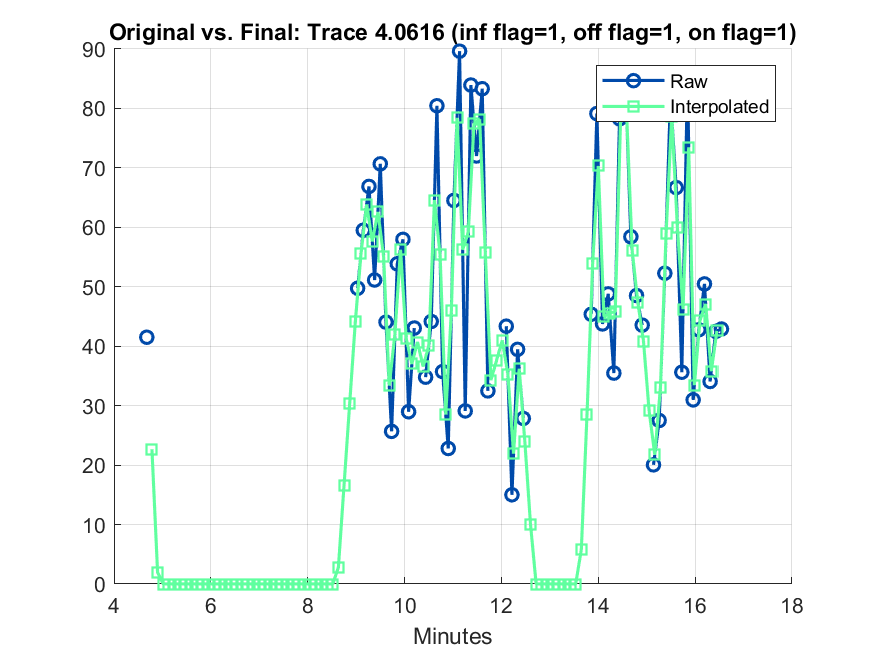 Original vs. Final: Trace 4.0616 (inf flag=1, off flag=1, on flag=1)
90
80
70
60
50
40
30
20
10
0
Raw
Interpolated
4 6 8 10 12 14 16 18
Minutes